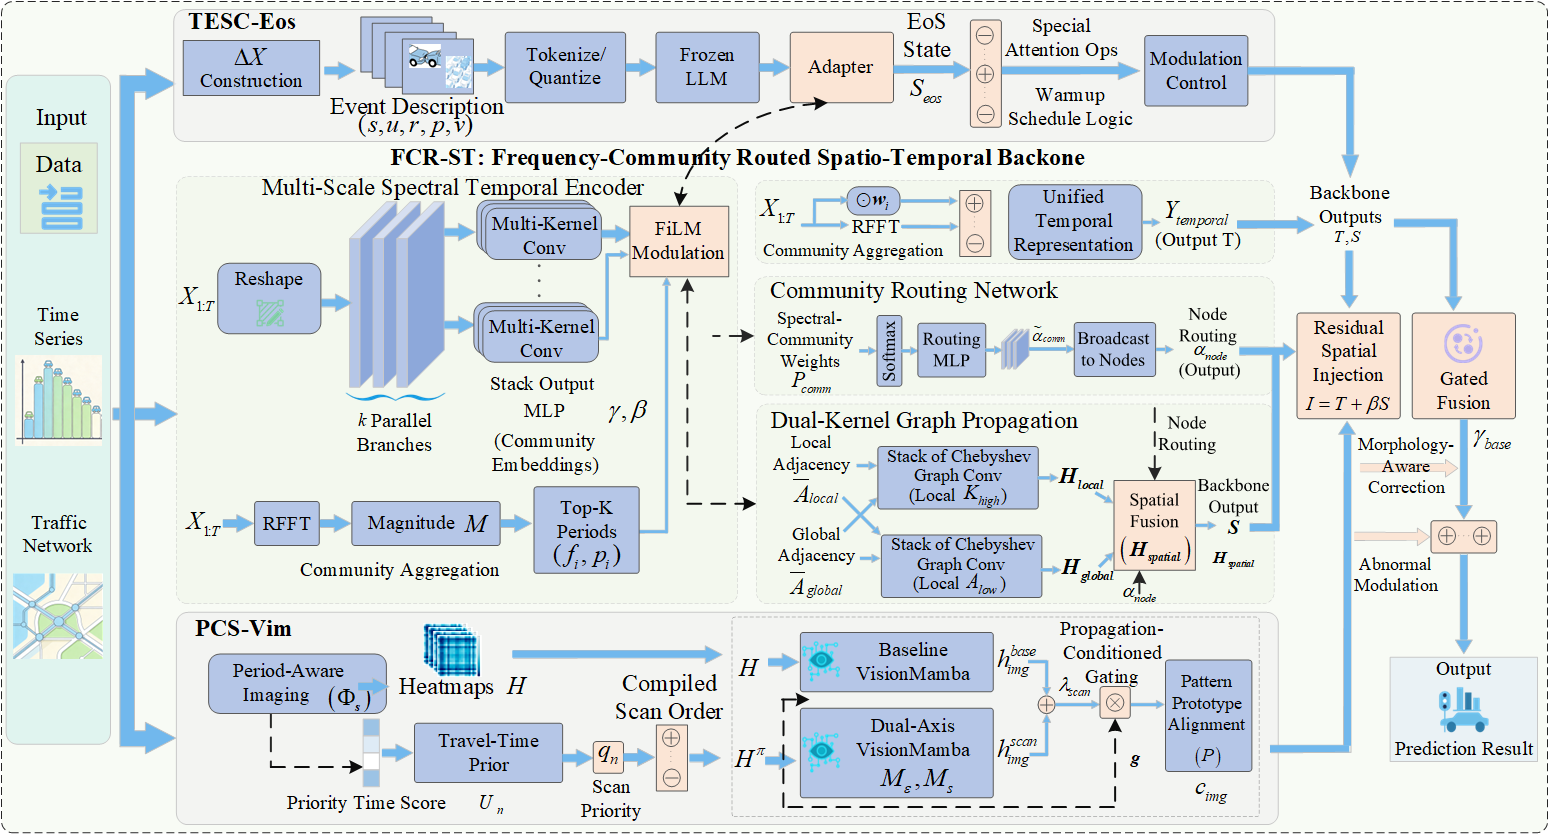 TESC-Eos
ΔX
Construction
Event Description
(s,u,r,p,v)
Tokenize/
Quantize
Frozen
LLM
Adapter
EoS
State
S_eos
Special
Attention Ops
Warmup
Schedule Logic
Modulation
Control
Input
Data
Time
Series
Traffic
Network
FCR-ST: Frequency-Community Routed Spatio-Temporal Backone
Multi-Scale Spectral Temporal Encoder
X_1:T
Reshape
k Parallel
Branches
Multi-Kernel
Conv
Multi-Kernel
Conv
Stack Output
MLP
(Community
Embeddings)
FiLM
Modulation
γ, β
X_1:T
RFFT
Magnitude M
Top-K
Periods
(f_i, p_i)
Community Aggregation
X_1:T
⊙w_i
RFFT
Community Aggregation
Unified
Temporal
Representation
Y_temporal
(Output T)
Backbone
Outputs
T, S
Community Routing Network
Spectral-
Community
Weights
P_comm
Softmax
Routing
MLP
α̃_comm
Broadcast
to Nodes
Node
Routing
α_node
(Output)
Dual-Kernel Graph Propagation
Local
Adjacency
A̅_local
Global
Adjacency
A̅_global
Stack of Chebyshev
Graph Conv
(Local K_high)
Stack of Chebyshev
Graph Conv
(Local A_low)
H_local
H_global
Node
Routing
Spatial
Fusion
(H_spatial)
α_node
Backbone
Output
S
H_spatial
Residual
Spatial
Injection
I = T + βS
Gated
Fusion
γ_base
Morphology-
Aware
Correction
Abnormal
Modulation
Output
Prediction Result
PCS-Vim
Period-Aware
Imaging (Φ_s)
Heatmaps H
Priority Time Score
Travel-Time
Prior
U_n
q_n
Scan
Priority
Compiled
Scan Order
H
H^π
Baseline
VisionMamba
Dual-Axis
VisionMamba
M_ε, M_s
h_img^base
h_img^scan
Propagation-
Conditioned
Gating
λ_scan
g
Pattern
Prototype
Alignment
(P)
c_img